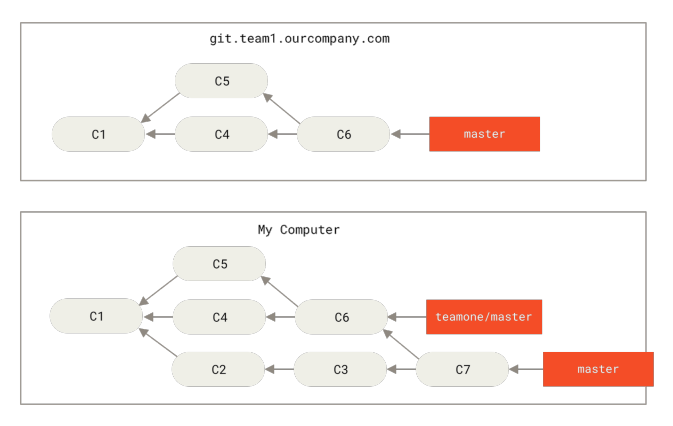 git.team1.ourcompany.com
C5
C1
C4
C6
master
My Computer
C5
C1
C4
C6
teamone/master
C2
C3
C7
master